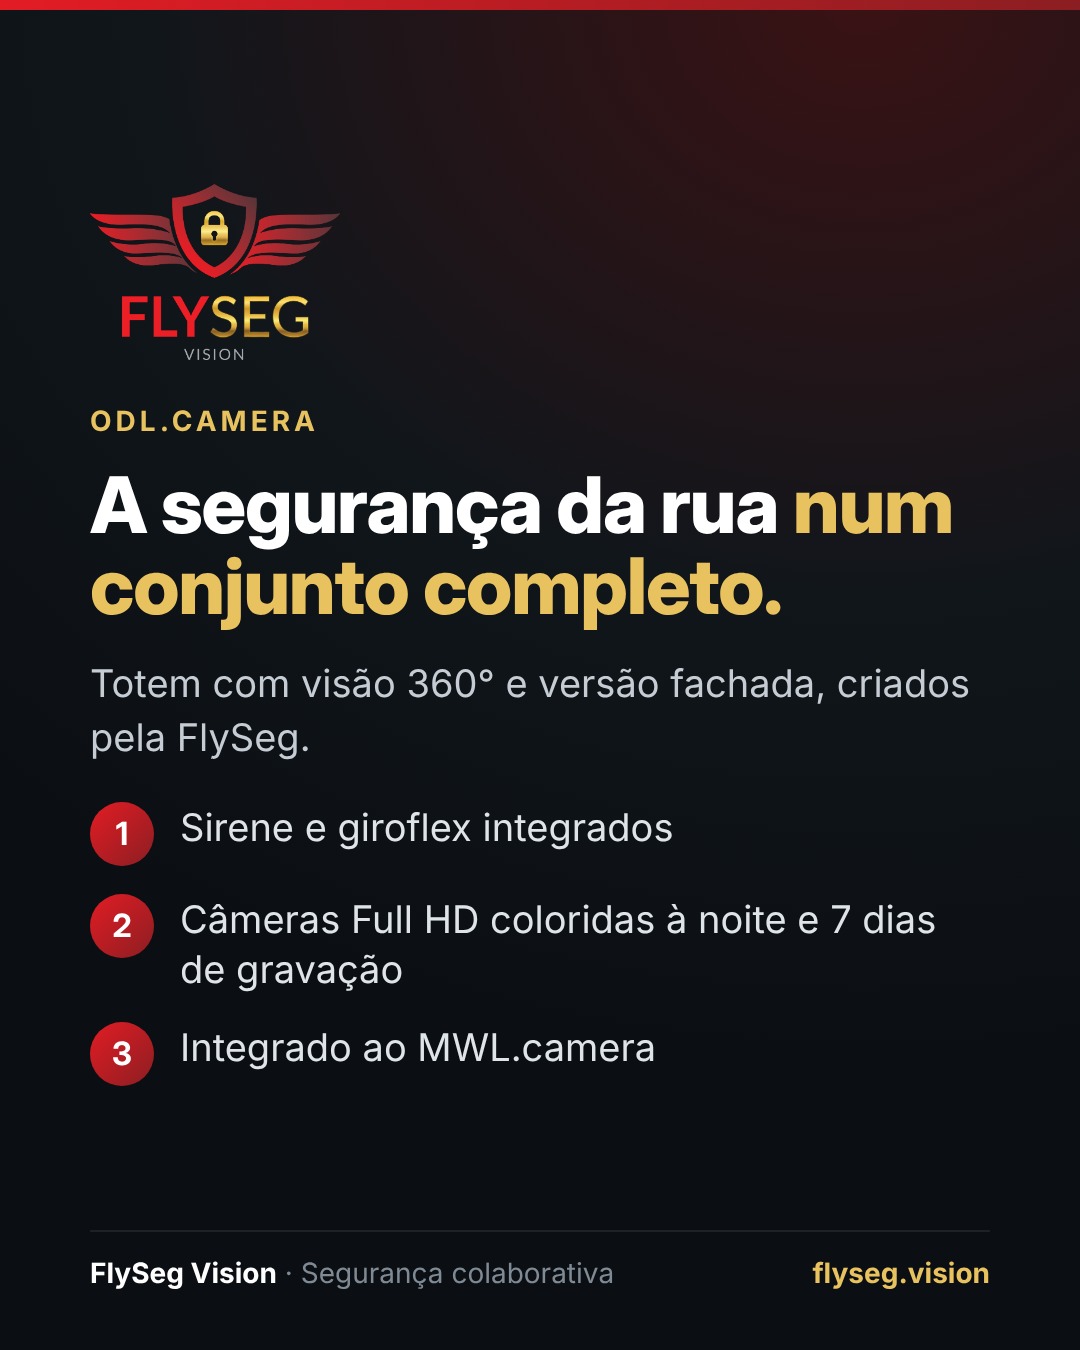 FLYSEG
VISION
ODL.CAMERA
A segurança da rua num
conjunto completo.
Totem com visão 360° e versão fachada, criados
pela FlySeg.
1 Sirene e giroflex integrados
2 Câmeras Full HD coloridas à noite e 7 dias
de gravação
3 Integrado ao MWL.camera
FlySeg Vision · Segurança colaborativa flyseg.vision